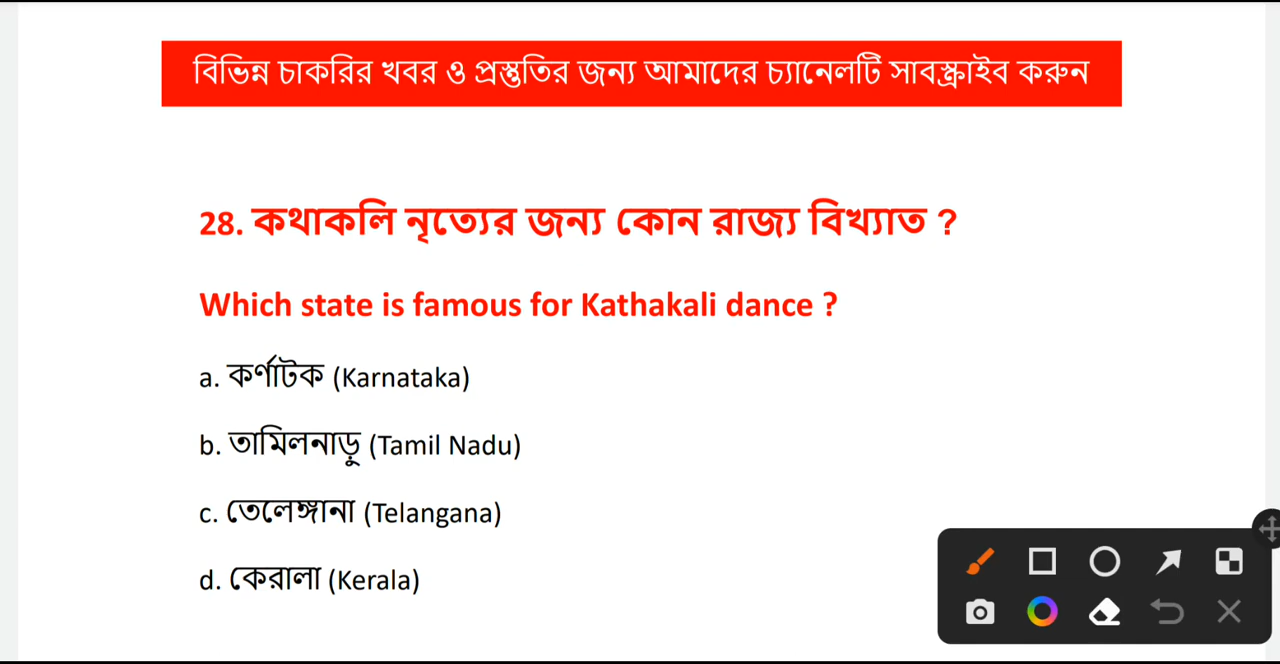 বিভিন্ন চাকরির খবর ও প্রস্তুতির জন্য আমাদের চ্যানেলটি সাবস্ক্রাইব করুন
28. কথাকলি নৃত্যের জন্য কোন রাজ্য বিখ্যাত ?
Which state is famous for Kathakali dance ?
a. কর্ণাটক (Karnataka)
b. তামিলনাড়ু (Tamil Nadu)
c. তেলেঙ্গানা (Telangana)
d. কেরালা (Kerala)